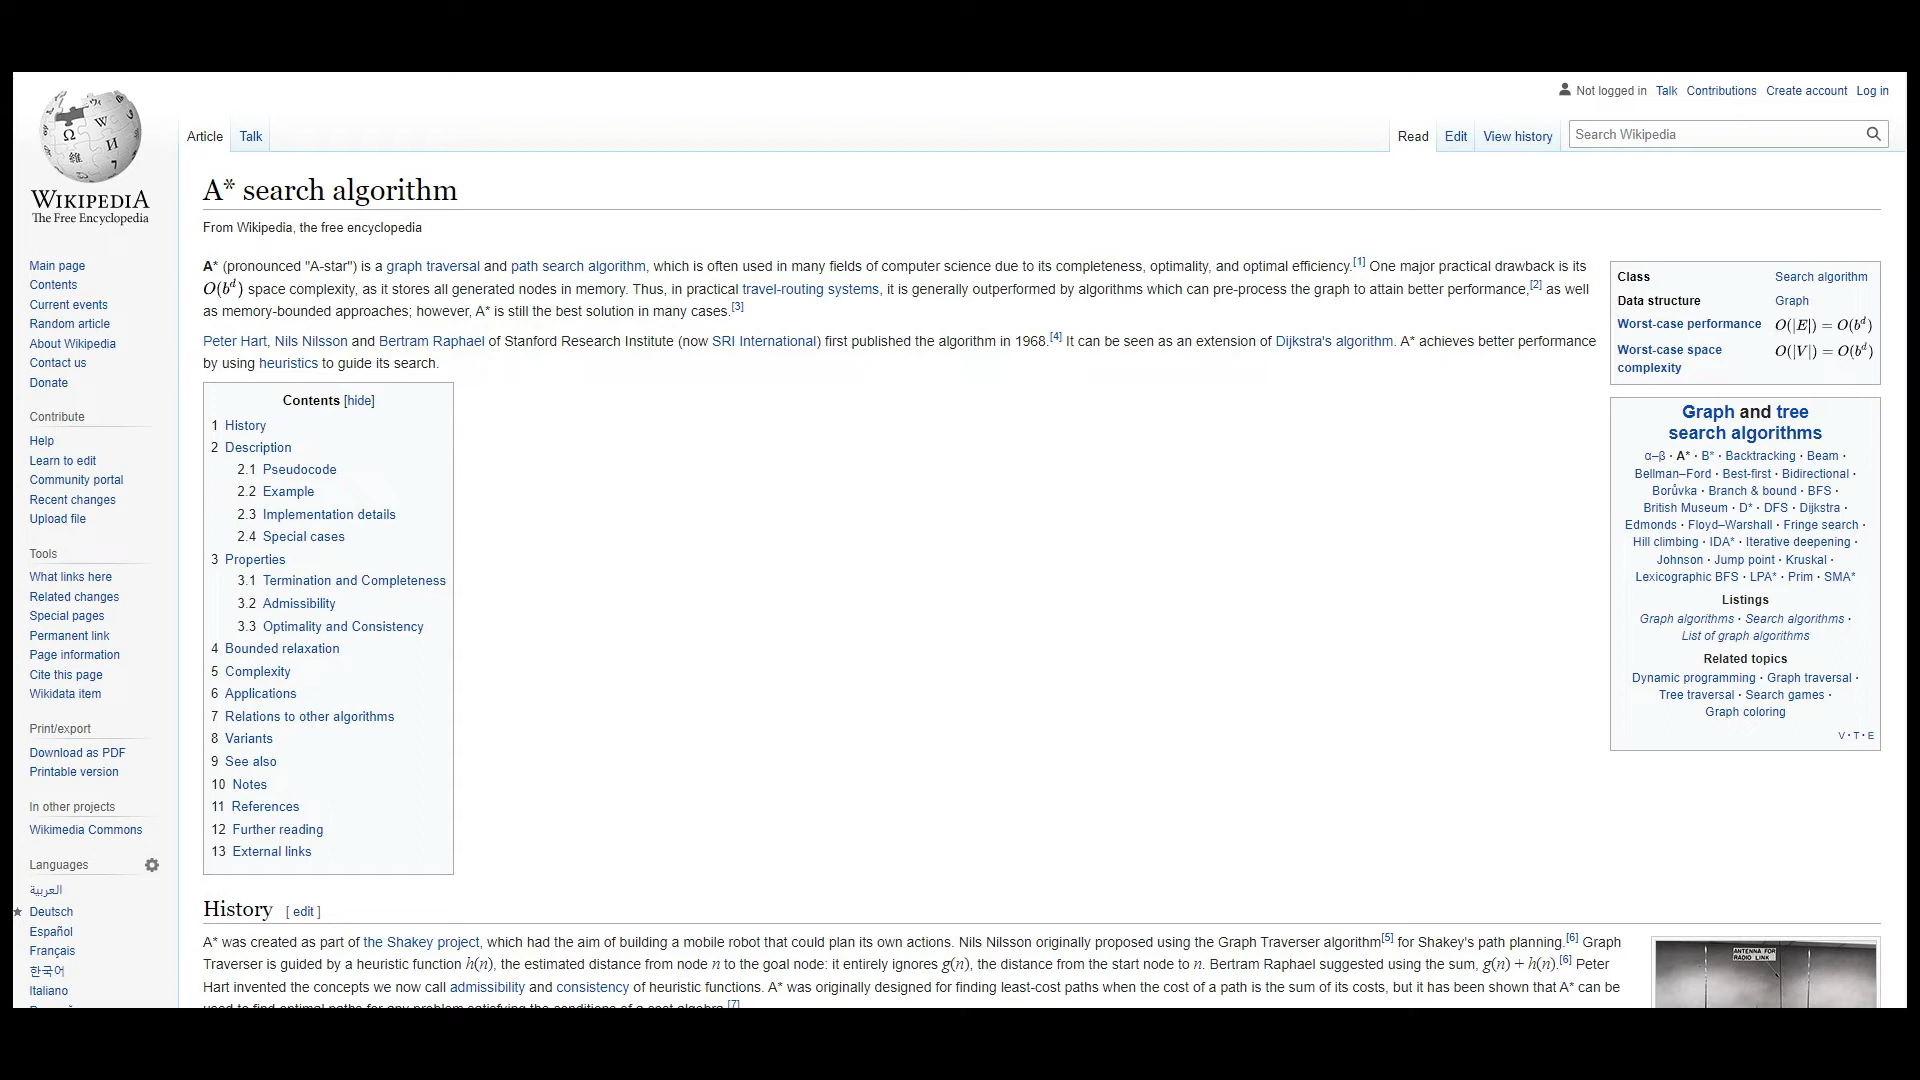 Not logged in Talk Contributions Create account Log in
Article Talk Read Edit View history Search Wikipedia
WIKIPEDIA
The Free Encyclopedia
Main page
Contents
Current events
Random article
About Wikipedia
Contact us
Donate
Contribute
Help
Learn to edit
Community portal
Recent changes
Upload file
Tools
What links here
Related changes
Special pages
Permanent link
Page information
Cite this page
Wikidata item
Print/export
Download as PDF
Printable version
In other projects
Wikimedia Commons
Languages
العربية
Deutsch
Español
Français
한국어
Italiano
A* search algorithm
From Wikipedia, the free encyclopedia
A* (pronounced "A-star") is a graph traversal and path search algorithm, which is often used in many fields of computer science due to its completeness, optimality, and optimal efficiency.[1] One major practical drawback is its
O(b^d) space complexity, as it stores all generated nodes in memory. Thus, in practical travel-routing systems, it is generally outperformed by algorithms which can pre-process the graph to attain better performance,[2] as well
as memory-bounded approaches; however, A* is still the best solution in many cases.[3]
Peter Hart, Nils Nilsson and Bertram Raphael of Stanford Research Institute (now SRI International) first published the algorithm in 1968.[4] It can be seen as an extension of Dijkstra's algorithm. A* achieves better performance
by using heuristics to guide its search.
Contents [hide]
1 History
2 Description
2.1 Pseudocode
2.2 Example
2.3 Implementation details
2.4 Special cases
3 Properties
3.1 Termination and Completeness
3.2 Admissibility
3.3 Optimality and Consistency
4 Bounded relaxation
5 Complexity
6 Applications
7 Relations to other algorithms
8 Variants
9 See also
10 Notes
11 References
12 Further reading
13 External links
Class Search algorithm
Data structure Graph
Worst-case performance O(|E|) = O(b^d)
Worst-case space O(|V|) = O(b^d)
complexity
Graph and tree
search algorithms
α–β · A* · B* · Backtracking · Beam ·
Bellman–Ford · Best-first · Bidirectional ·
Borůvka · Branch & bound · BFS ·
British Museum · D* · DFS · Dijkstra ·
Edmonds · Floyd–Warshall · Fringe search ·
Hill climbing · IDA* · Iterative deepening ·
Johnson · Jump point · Kruskal ·
Lexicographic BFS · LPA* · Prim · SMA*
Listings
Graph algorithms · Search algorithms ·
List of graph algorithms
Related topics
Dynamic programming · Graph traversal ·
Tree traversal · Search games ·
Graph coloring
V · T · E
History [ edit ]
A* was created as part of the Shakey project, which had the aim of building a mobile robot that could plan its own actions. Nils Nilsson originally proposed using the Graph Traverser algorithm[5] for Shakey's path planning.[6] Graph
Traverser is guided by a heuristic function h(n), the estimated distance from node n to the goal node: it entirely ignores g(n), the distance from the start node to n. Bertram Raphael suggested using the sum, g(n) + h(n).[6] Peter
Hart invented the concepts we now call admissibility and consistency of heuristic functions. A* was originally designed for finding least-cost paths when the cost of a path is the sum of its costs, but it has been shown that A* can be
used to find optimal paths for any problem satisfying the conditions of a cost algebra.[7]
ANTENNA FOR
RADIO LINK